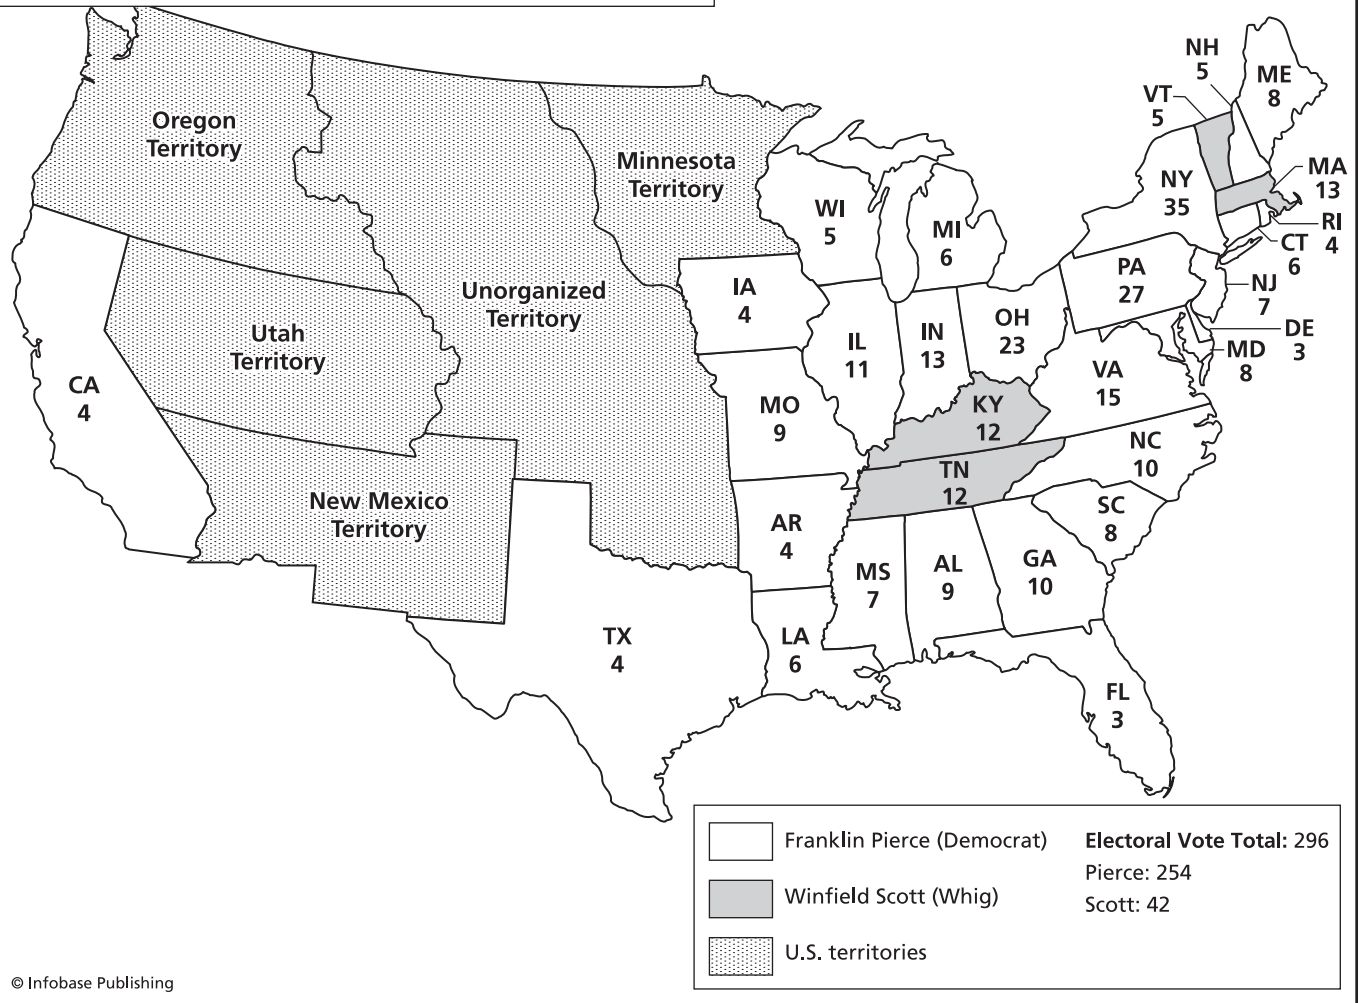 NH
5
ME
8
VT
5
Oregon
Territory
Minnesota
Territory
MA
13
NY
35
WI
5
RI
4
MI
6
CT
6
PA
27
IA
4
Unorganized
Territory
NJ
7
OH
23
IN
13
Utah
Territory
IL
11
DE
3
MD
8
VA
15
CA
4
MO
9
KY
12
NC
10
TN
12
New Mexico
Territory
SC
8
AR
4
GA
10
AL
9
MS
7
TX
4
LA
6
FL
3
Franklin Pierce (Democrat)
Winfield Scott (Whig)
U.S. territories
Electoral Vote Total: 296
Pierce: 254
Scott: 42
© Infobase Publishing